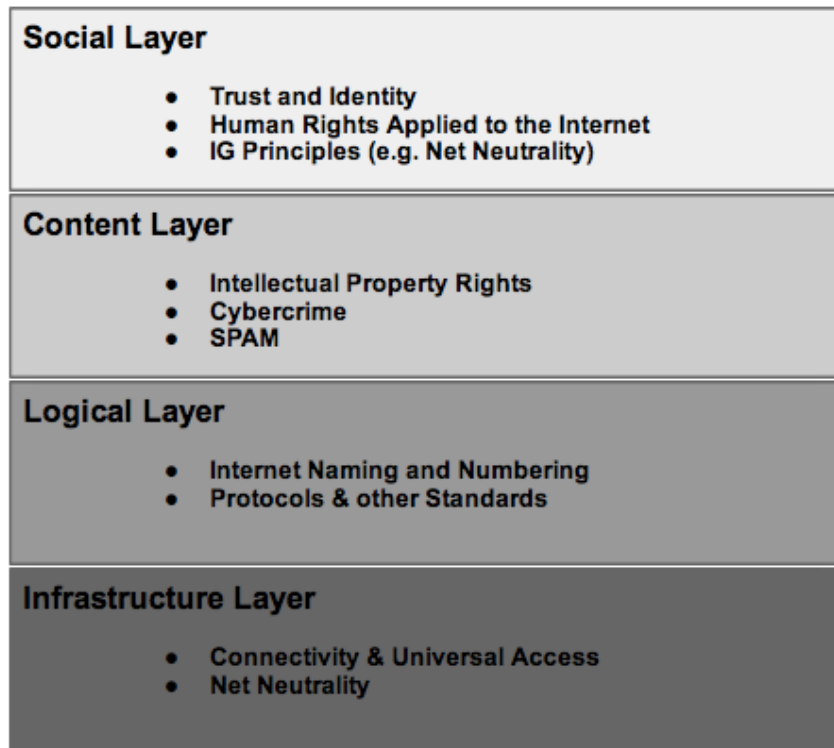 Social Layer
● Trust and Identity
● Human Rights Applied to the Internet
● IG Principles (e.g. Net Neutrality)
Content Layer
● Intellectual Property Rights
● Cybercrime
● SPAM
Logical Layer
● Internet Naming and Numbering
● Protocols & other Standards
Infrastructure Layer
● Connectivity & Universal Access
● Net Neutrality